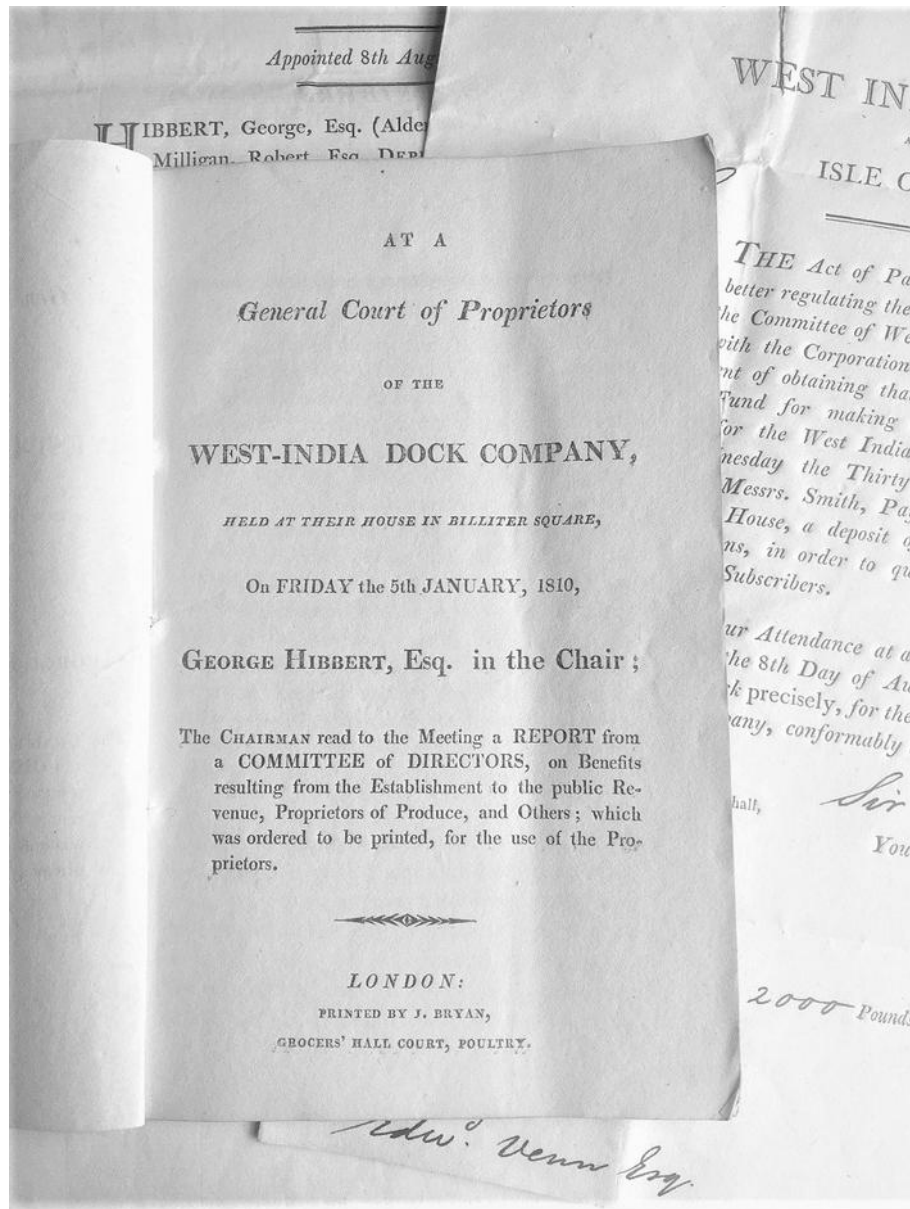 Appointed 8th Aug
HIBBERT, George, Esq. (Alde
Milligan, Robert, Esq. DEP
AT A
General Court of Proprietors
OF THE
WEST-INDIA DOCK COMPANY,
HELD AT THEIR HOUSE IN BILLITER SQUARE,
On FRIDAY the 5th JANUARY, 1810,
GEORGE HIBBERT, Esq. in the Chair;
The CHAIRMAN read to the Meeting a REPORT from
a COMMITTEE of DIRECTORS, on Benefits
resulting from the Establishment to the public Re-
venue, Proprietors of Produce, and Others; which
was ordered to be printed, for the use of the Pro-
prietors.
LONDON:
PRINTED BY J. BRYAN,
GROCERS' HALL COURT, POULTRY.
WEST IN
ISLE O
THE Act of Pa
better regulating the
he Committee of We
with the Corporation
nt of obtaining tha
Fund for making
for the West India
nesday the Thirty
Messrs. Smith, Pa
House, a deposit o
ns, in order to qu
Subscribers.
ur Attendance at a
the 8th Day of Au
k precisely, for the
pany, conformably
half,
Sir
You
2000 Pounds
Edwd. Venn Esq.